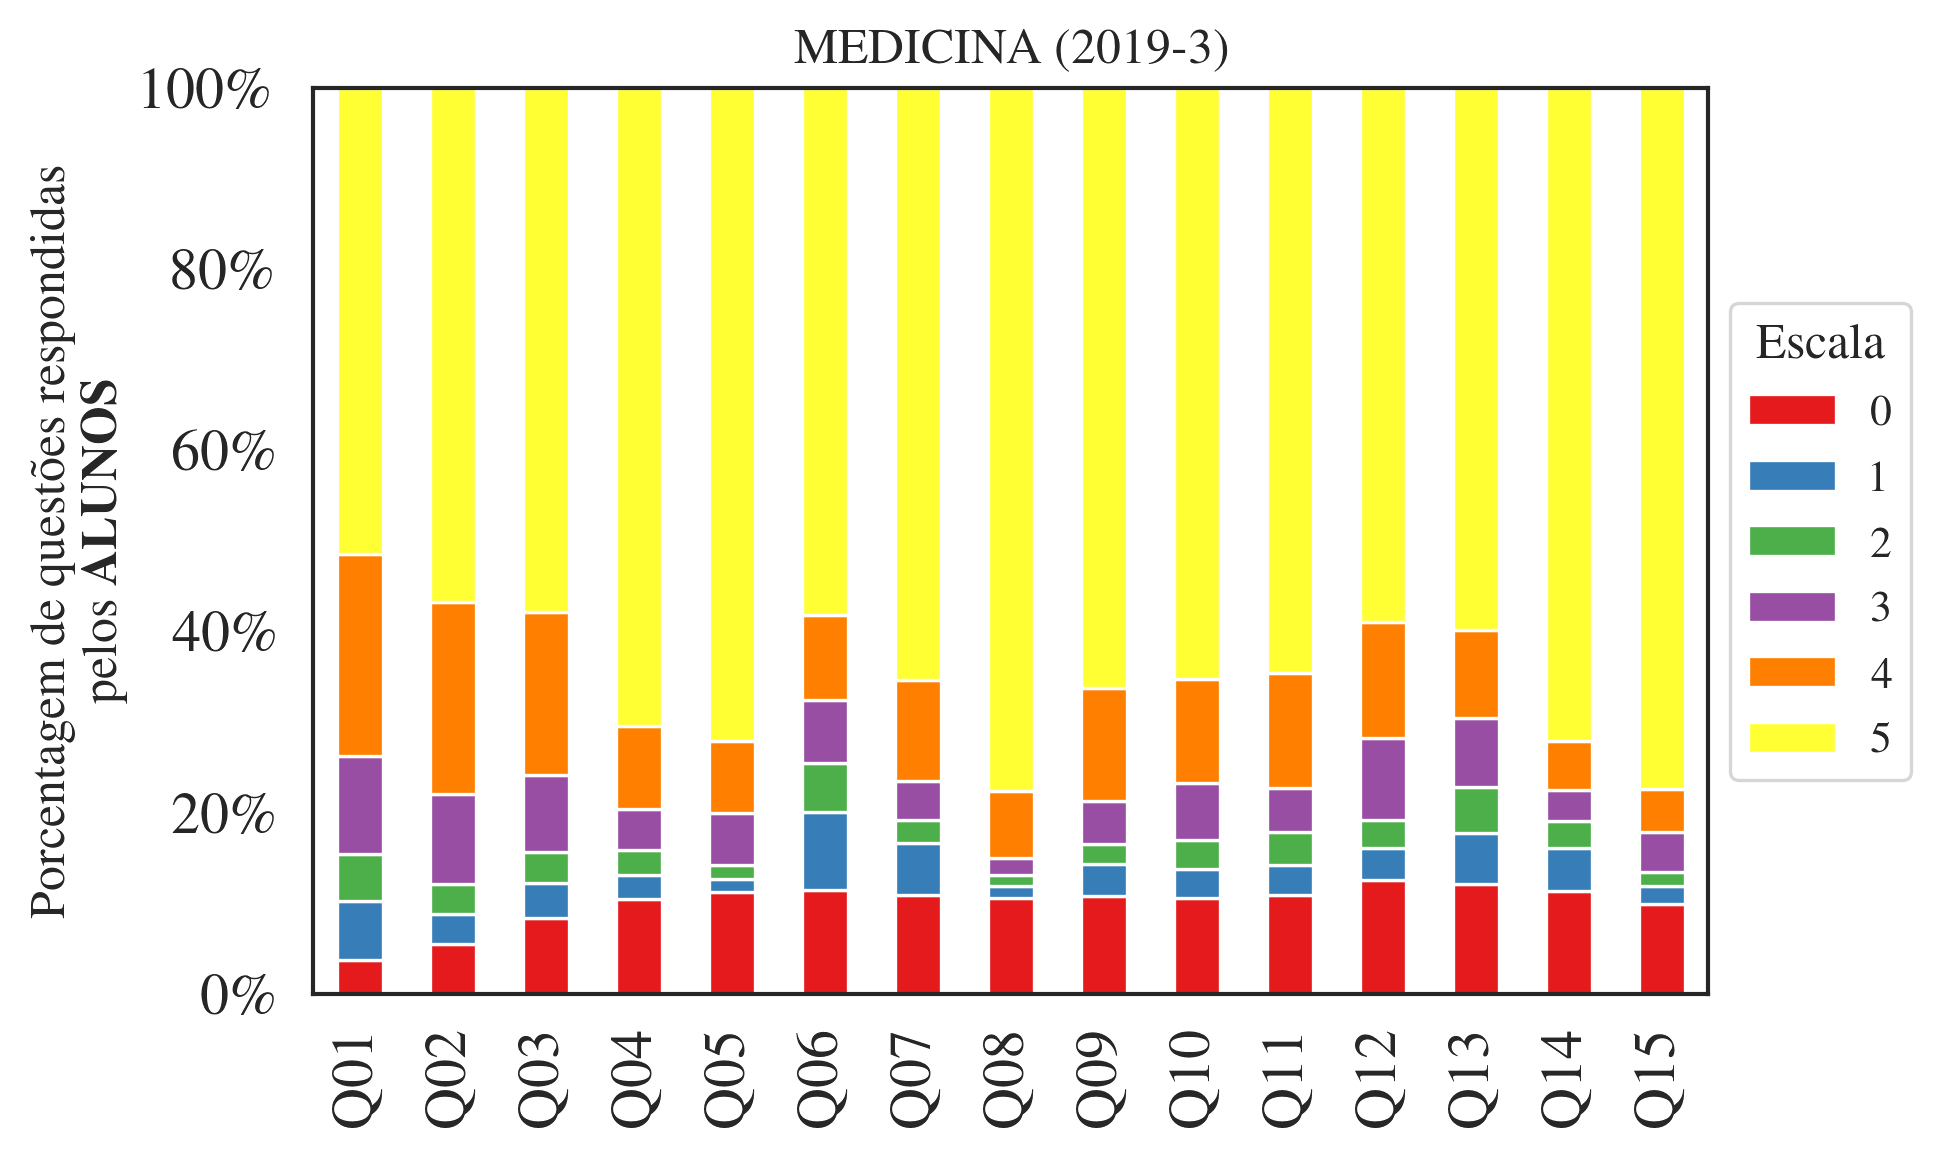 MEDICINA (2019-3)
Porcentagem de questões respondidas
pelos ALUNOS
100%
80%
60%
40%
20%
0%
Q01
Q02
Q03
Q04
Q05
Q06
Q07
Q08
Q09
Q10
Q11
Q12
Q13
Q14
Q15
Escala
0
1
2
3
4
5